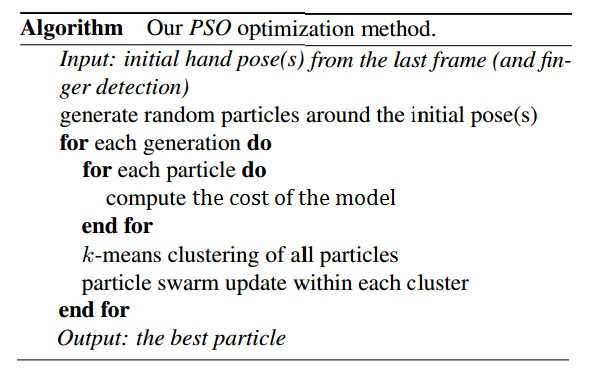 Algorithm Our PSO optimization method.
Input: initial hand pose(s) from the last frame (and fin-
ger detection)
generate random particles around the initial pose(s)
for each generation do
for each particle do
compute the cost of the model
end for
k-means clustering of all particles
particle swarm update within each cluster
end for
Output: the best particle